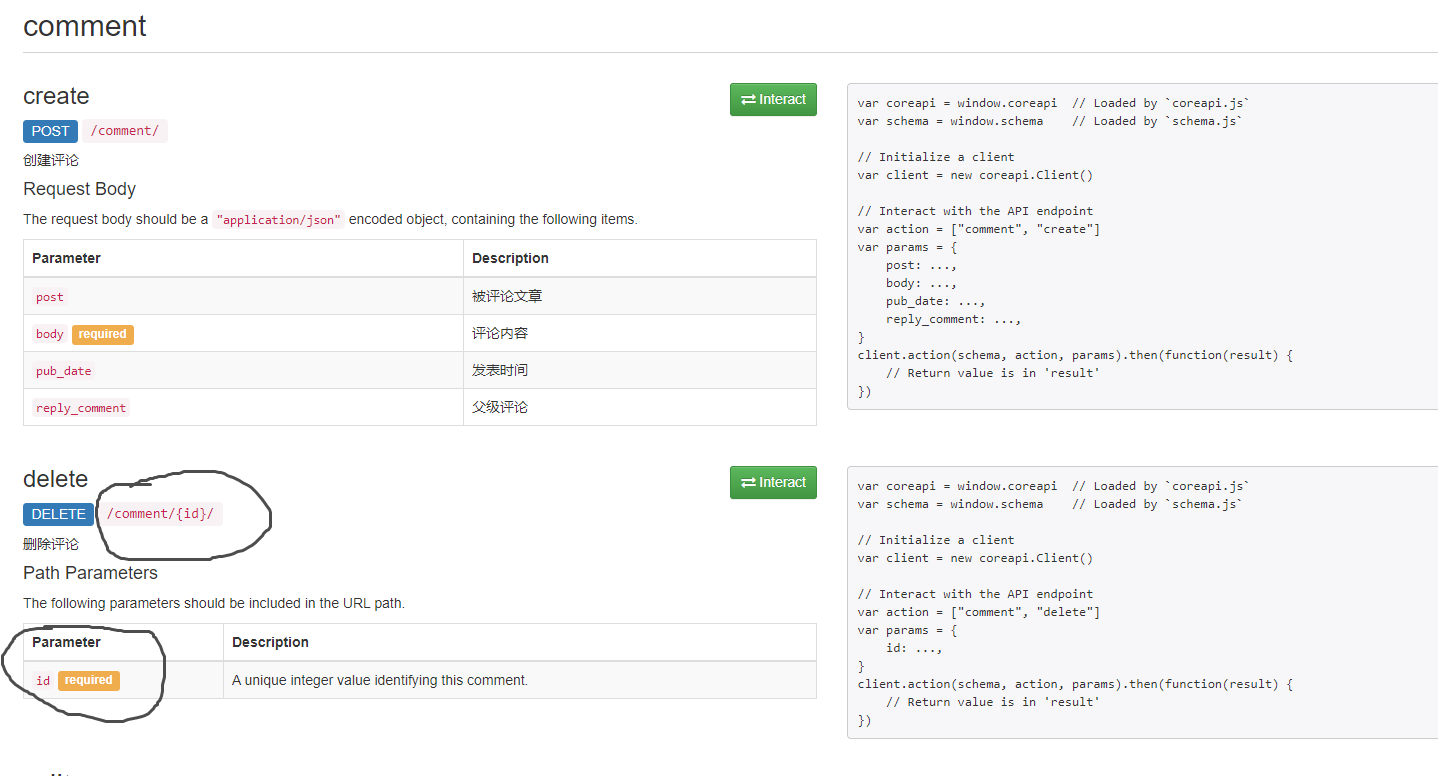 comment
create
Interact
POST /comment/
创建评论
Request Body
The request body should be a "application/json" encoded object, containing the following items.
Parameter Description
post 被评论文章
body required 评论内容
pub_date 发表时间
reply_comment 父级评论
var coreapi = window.coreapi // Loaded by `coreapi.js`
var schema = window.schema // Loaded by `schema.js`
// Initialize a client
var client = new coreapi.Client()
// Interact with the API endpoint
var action = ["comment", "create"]
var params = {
post: ...,
body: ...,
pub_date: ...,
reply_comment: ...,
}
client.action(schema, action, params).then(function(result) {
// Return value is in 'result'
})
delete
Interact
DELETE /comment/{id}/
删除评论
Path Parameters
The following parameters should be included in the URL path.
Parameter Description
id required A unique integer value identifying this comment.
var coreapi = window.coreapi // Loaded by `coreapi.js`
var schema = window.schema // Loaded by `schema.js`
// Initialize a client
var client = new coreapi.Client()
// Interact with the API endpoint
var action = ["comment", "delete"]
var params = {
id: ...,
}
client.action(schema, action, params).then(function(result) {
// Return value is in 'result'
})